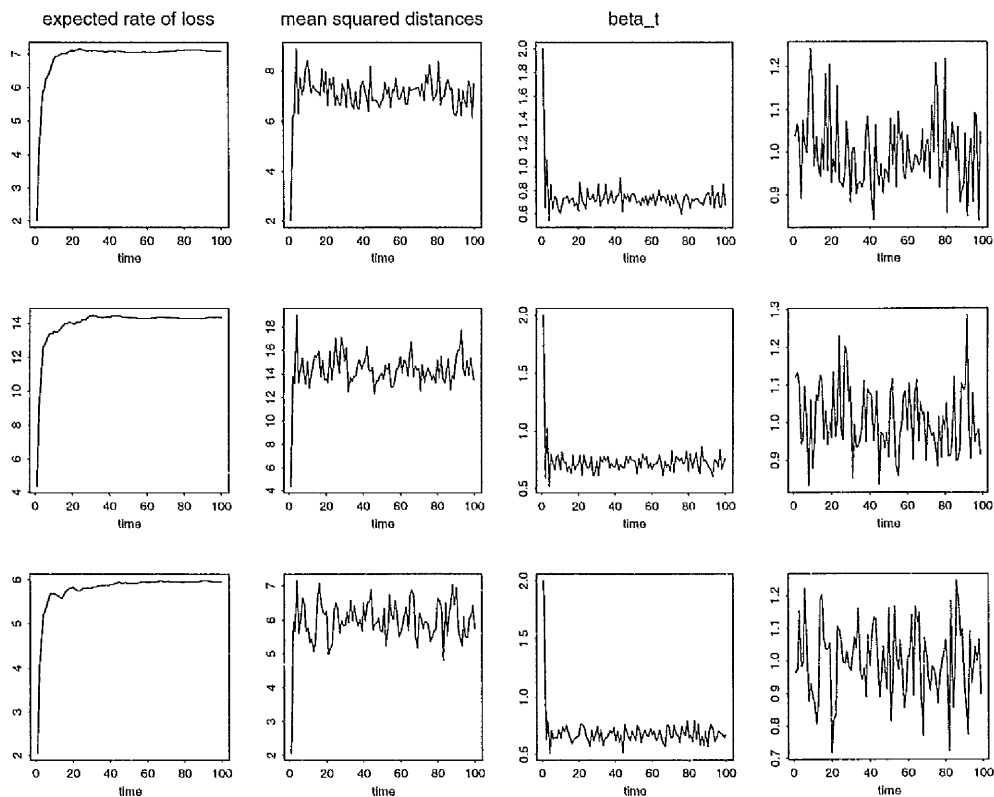 expected rate of loss mean squared distances beta_t
7 6 5 4 3 2
0 20 40 60 80 100
time
8 6 4 2
0 20 40 60 80 100
time
2.0 1.8 1.6 1.4 1.2 1.0 0.8 0.6
0 20 40 60 80 100
time
1.2 1.1 1.0 0.9
0 20 40 60 80 100
time
14 12 10 8 6 4
0 20 40 60 80 100
time
18 16 14 12 10 8 6 4
0 20 40 60 80 100
time
2.0 1.5 1.0 0.5
0 20 40 60 80 100
time
1.3 1.2 1.1 1.0 0.9
0 20 40 60 80 100
time
6 5 4 3 2
0 20 40 60 80 100
time
7 6 5 4 3 2
0 20 40 60 80 100
time
2.0 1.5 1.0 0.5
0 20 40 60 80 100
time
1.2 1.1 1.0 0.9 0.8 0.7
0 20 40 60 80 100
time